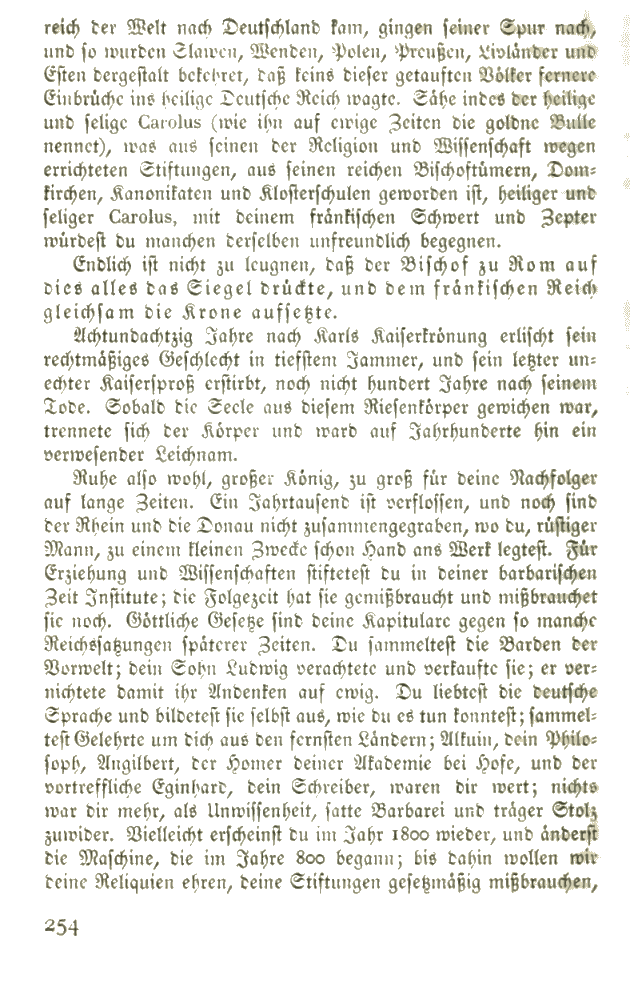 reich der Welt nach Deutschland kam, gingen seiner Spur nach,
und so wurden Slawen, Wenden, Polen, Preußen, Livländer und
Esten dergestalt bekehret, daß keins dieser getauften Völker fernere
Einbrüche ins heilige Deutsche Reich wagte. Sähe indes der heilige
und selige Carolus (wie ihn auf ewige Zeiten die goldne Bulle
nennet), was aus seinen der Religion und Wissenschaft wegen
errichteten Stiftungen, aus seinen reichen Bischoftümern, Dom-
kirchen, Kanonikaten und Klosterschulen geworden ist, heiliger und
seliger Carolus, mit deinem fränkischen Schwert und Zepter
würdest du manchen derselben unfreundlich begegnen.
Endlich ist nicht zu leugnen, daß der Bischof zu Rom auf
dies alles das Siegel drückte, und dem fränkischen Reich
gleichsam die Krone aufsetzte.
Achtundachtzig Jahre nach Karls Kaiserkrönung erlischt sein
rechtmäßiges Geschlecht in tiefstem Jammer, und sein letzter un-
echter Kaisersproß erstirbt, noch nicht hundert Jahre nach seinem
Tode. Sobald die Seele aus diesem Riesenkörper gewichen war,
trennete sich der Körper und ward auf Jahrhunderte hin ein
verwesender Leichnam.
Ruhe also wohl, großer König, zu groß für deine Nachfolger
auf lange Zeiten. Ein Jahrtausend ist verflossen, und noch sind
der Rhein und die Donau nicht zusammengegraben, wo du, rüstiger
Mann, zu einem kleinen Zwecke schon Hand ans Werk legtest. Für
Erziehung und Wissenschaften stiftetest du in deiner barbarischen
Zeit Institute; die Folgezeit hat sie gemißbraucht und mißbrauchet
sie noch. Göttliche Gesetze sind deine Kapitulare gegen so manche
Reichssatzungen späterer Zeiten. Du sammeltest die Barden der
Vorwelt; dein Sohn Ludwig verachtete und verkaufte sie; er ver-
nichtete damit ihr Andenken auf ewig. Du liebtest die deutsche
Sprache und bildetest sie selbst aus, wie du es tun konntest; sammel-
test Gelehrte um dich aus den fernsten Ländern; Alkuin, dein Philo-
soph, Angilbert, der Homer deiner Akademie bei Hofe, und der
vortreffliche Eginhard, dein Schreiber, waren dir wert; nichts
war dir mehr, als Unwissenheit, satte Barbarei und träger Stolz
zuwider. Vielleicht erscheinst du im Jahr 1800 wieder, und änderst
die Maschine, die im Jahre 800 begann; bis dahin wollen wir
deine Reliquien ehren, deine Stiftungen gesetzmäßig mißbrauchen,
254